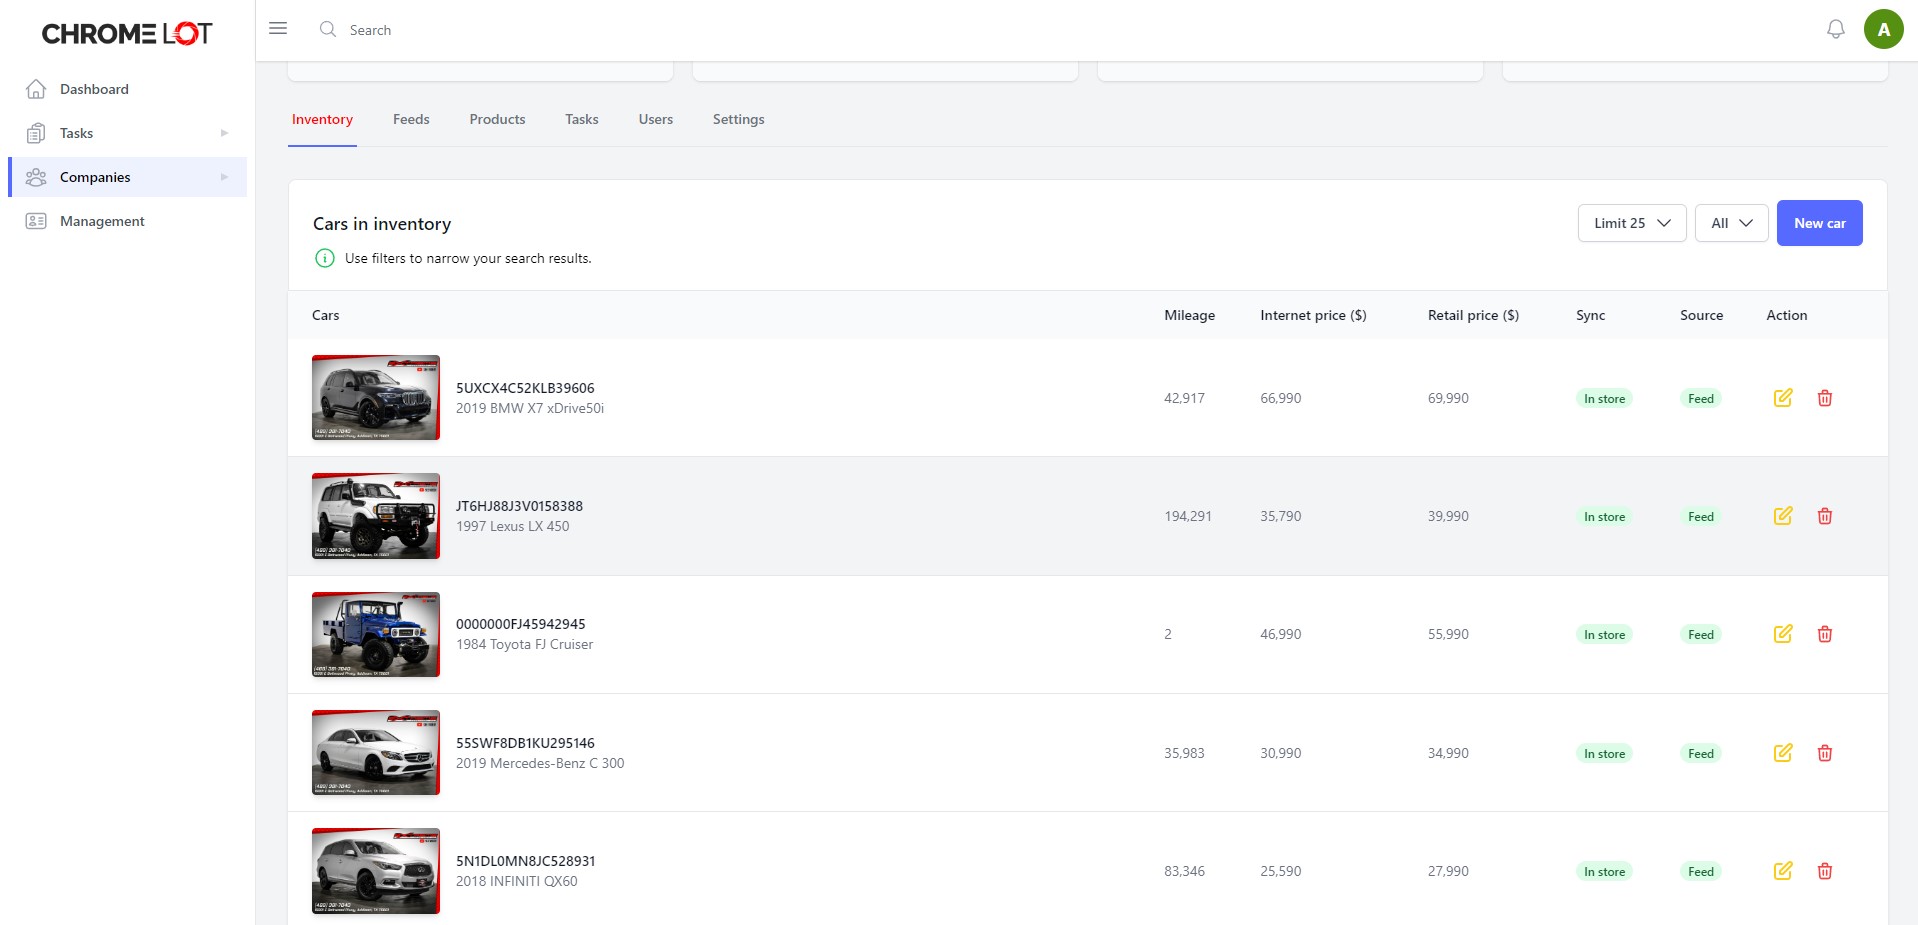 CHROME LOT
Search
A
Dashboard
Tasks
Companies
Management
Inventory Feeds Products Tasks Users Settings
Cars in inventory
Use filters to narrow your search results.
Limit 25 All New car
Cars Mileage Internet price ($) Retail price ($) Sync Source Action
5UXCX4C52KLB39606
2019 BMW X7 xDrive50i
42,917 66,990 69,990 In store Feed
JT6HJ88J3V0158388
1997 Lexus LX 450
194,291 35,790 39,990 In store Feed
0000000FJ45942945
1984 Toyota FJ Cruiser
2 46,990 55,990 In store Feed
55SWF8DB1KU295146
2019 Mercedes-Benz C 300
35,983 30,990 34,990 In store Feed
5N1DL0MN8JC528931
2018 INFINITI QX60
83,346 25,590 27,990 In store Feed